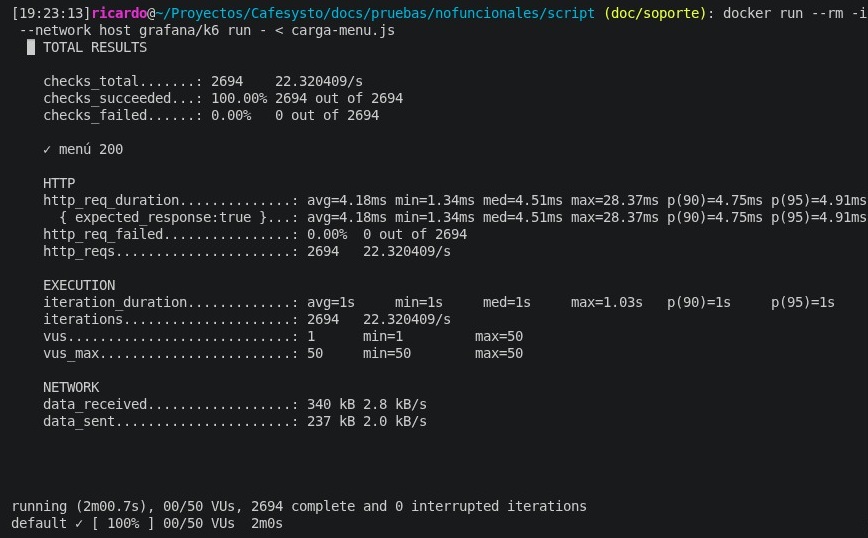 [19:23:13]ricardo@~/Proyectos/Cafesysto/docs/pruebas/nofuncionales/script (doc/soporte): docker run --rm -i
--network host grafana/k6 run - < carga-menu.js
█ TOTAL RESULTS
checks_total.......: 2694    22.320409/s
checks_succeeded...: 100.00% 2694 out of 2694
checks_failed......: 0.00%   0 out of 2694
✓ menú 200
HTTP
http_req_duration..............: avg=4.18ms min=1.34ms med=4.51ms max=28.37ms p(90)=4.75ms p(95)=4.91ms
{ expected_response:true }...: avg=4.18ms min=1.34ms med=4.51ms max=28.37ms p(90)=4.75ms p(95)=4.91ms
http_req_failed................: 0.00%  0 out of 2694
http_reqs......................: 2694   22.320409/s
EXECUTION
iteration_duration.............: avg=1s     min=1s     med=1s     max=1.03s   p(90)=1s     p(95)=1s
iterations.....................: 2694   22.320409/s
vus............................: 1      min=1         max=50
vus_max........................: 50     min=50        max=50
NETWORK
data_received..................: 340 kB 2.8 kB/s
data_sent......................: 237 kB 2.0 kB/s
running (2m00.7s), 00/50 VUs, 2694 complete and 0 interrupted iterations
default ✓ [ 100% ] 00/50 VUs  2m0s